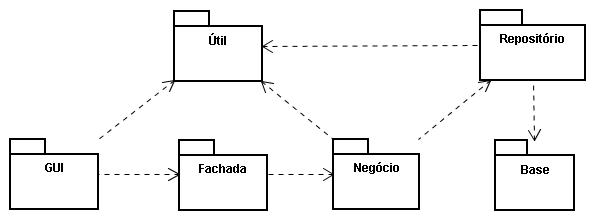 Útil
Repositório
GUI
Fachada
Negócio
Base